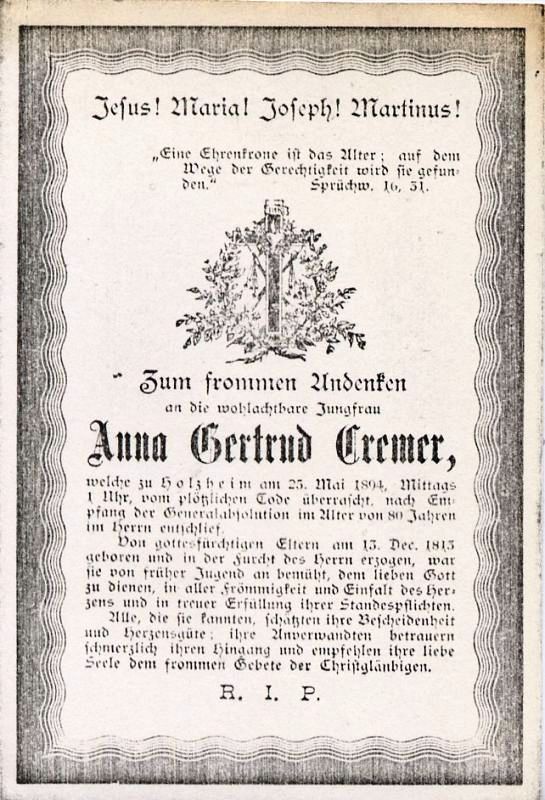 Jesus! Maria! Joseph! Martinus!
„Eine Ehrenkrone ist das Alter; auf dem
Wege der Gerechtigkeit wird sie gefun-
den.“ Sprüchw. 16, 31.
Zum frommen Andenken
an die wohlachtbare Jungfrau
Anna Gertrud Cremer,
welche zu Holzheim am 23. Mai 1894, Mittags
1 Uhr, vom plötzlichen Tode überrascht, nach Em-
pfang der Generalabsolution im Alter von 80 Jahren
im Herrn entschlief.
Von gottesfürchtigen Eltern am 13. Dec. 1813
geboren und in der Furcht des Herrn erzogen, war
sie von früher Jugend an bemüht, dem lieben Gott
zu dienen, in aller Frömmigkeit und Einfalt des Her-
zens und in treuer Erfüllung ihrer Standespflichten.
Alle, die sie kannten, schätzten ihre Bescheidenheit
und Herzensgüte; ihre Anverwandten betrauern
schmerzlich ihren Hingang und empfehlen ihre liebe
Seele dem frommen Gebete der Christgläubigen.
R. I. P.